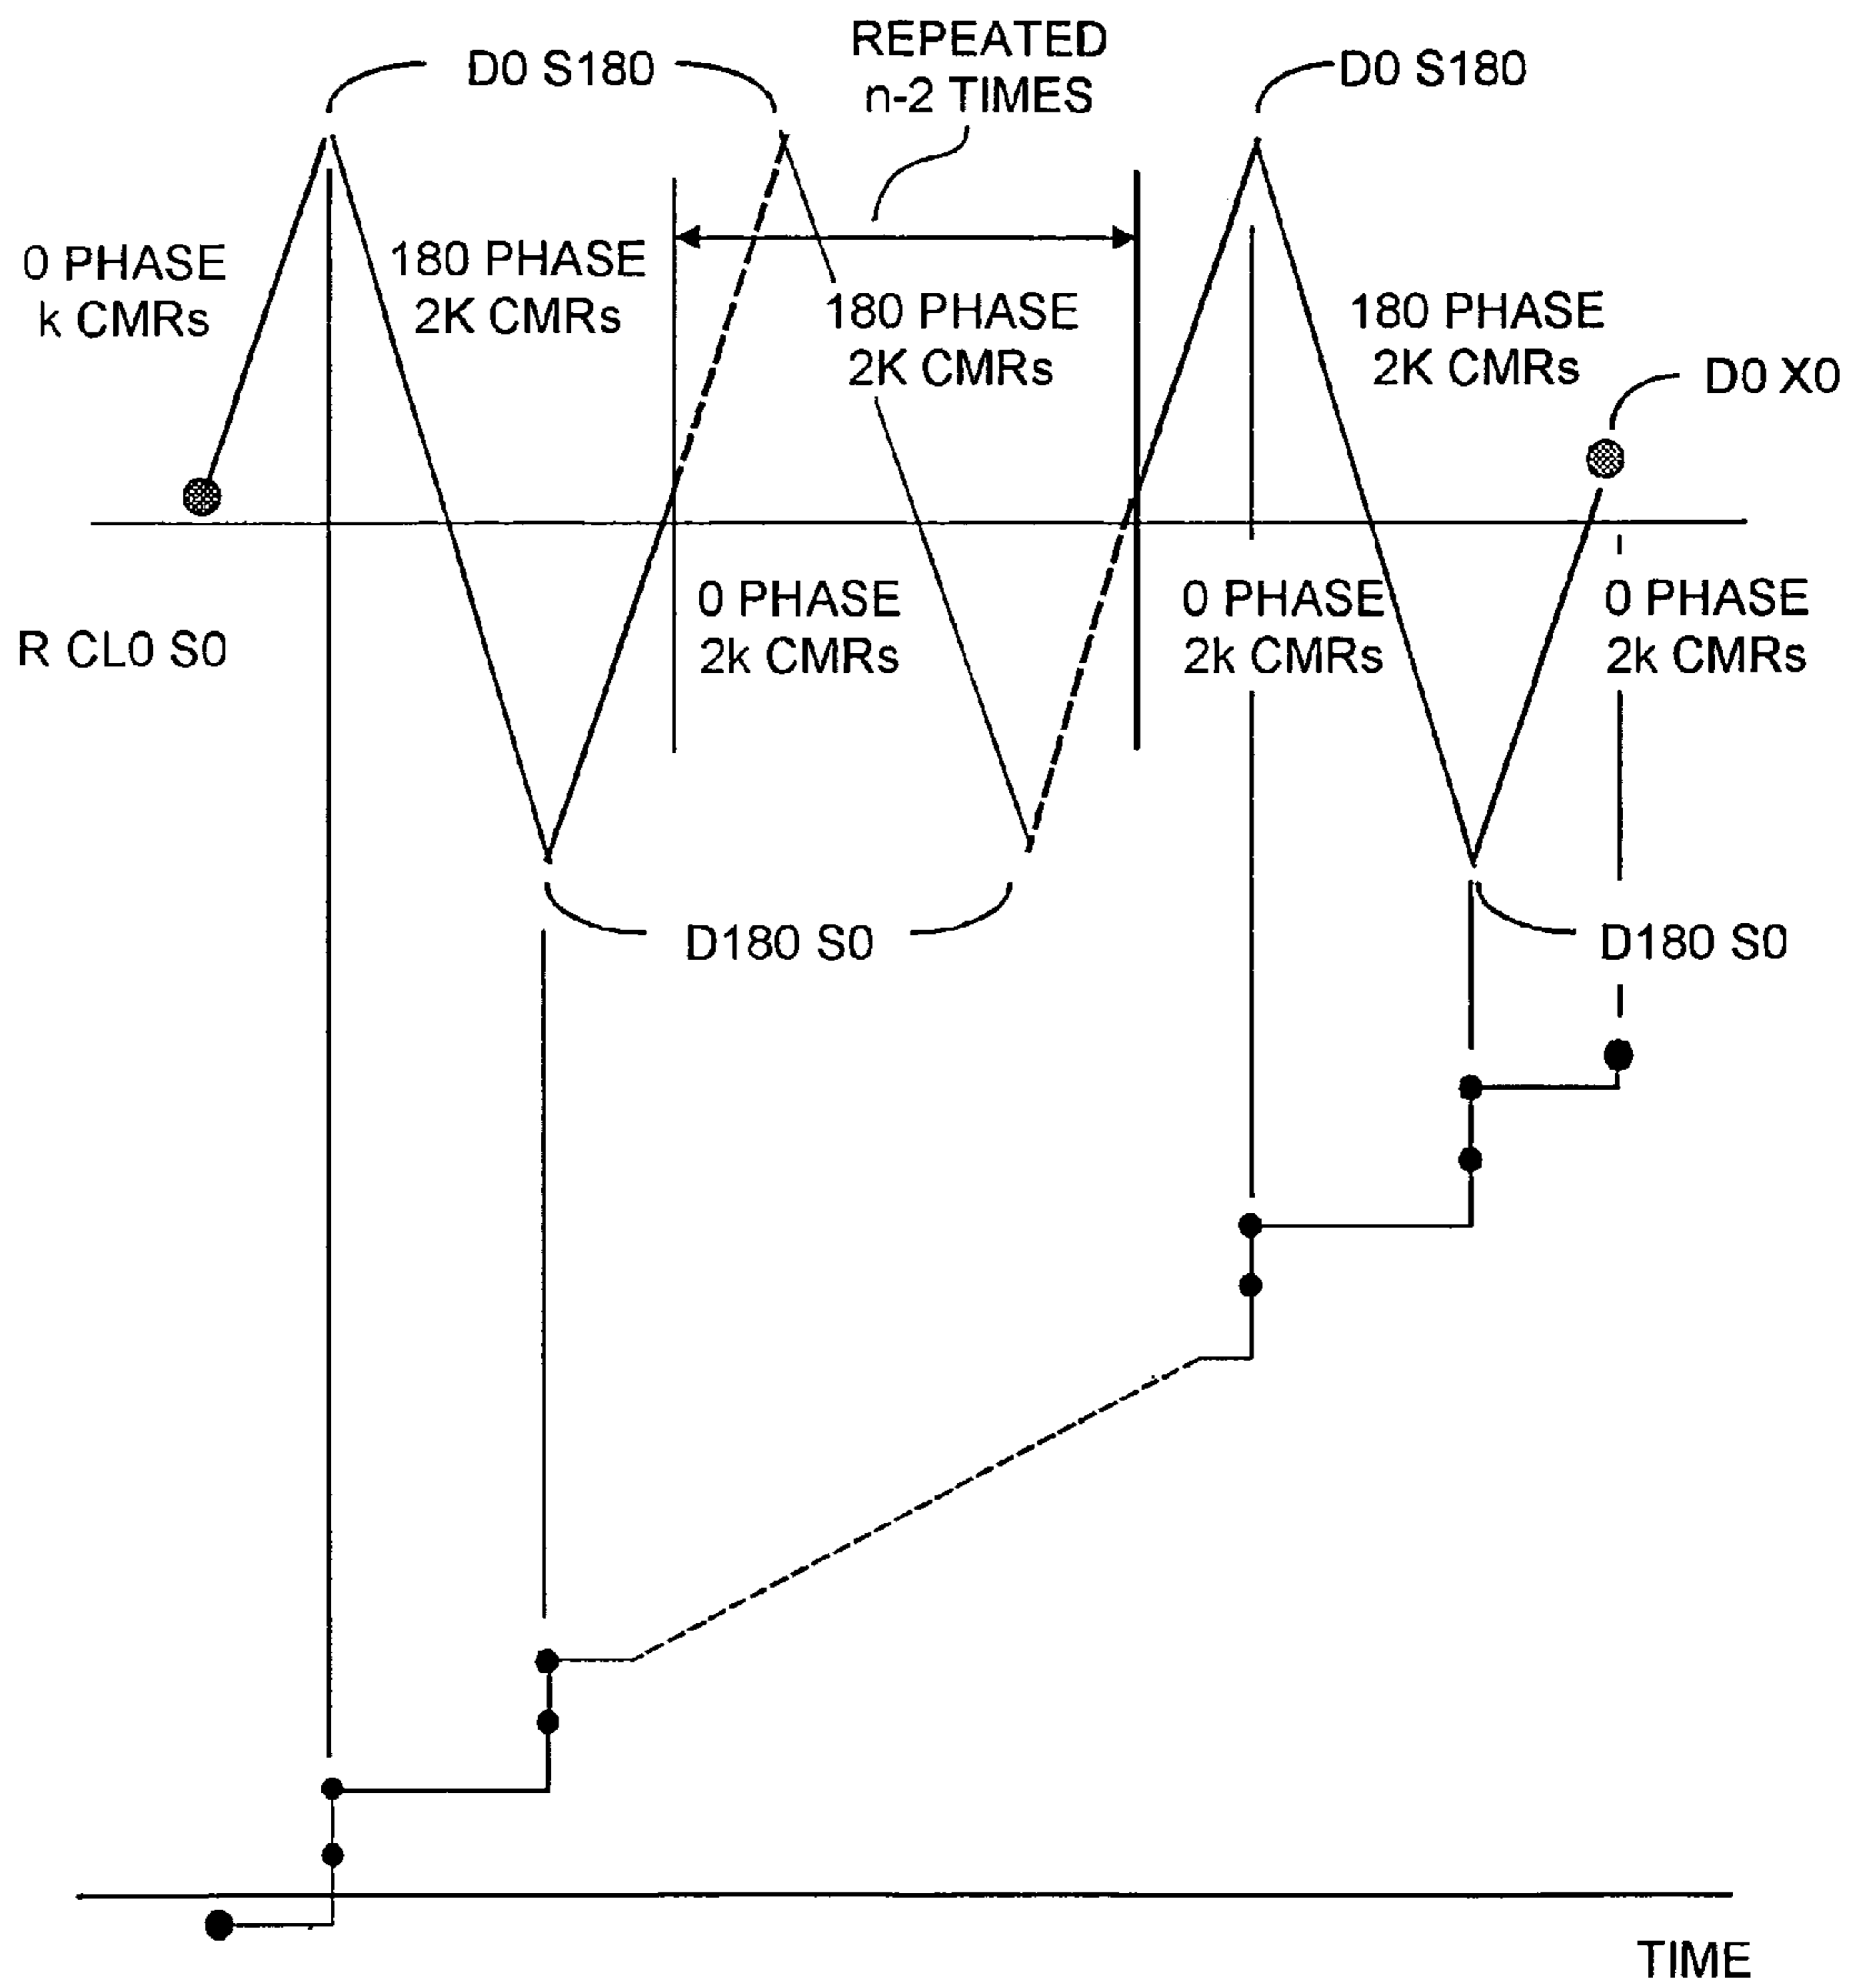 REPEATED
n-2 TIMES
D0 S180
D0 S180
0 PHASE
k CMRs
180 PHASE
2K CMRs
180 PHASE
2K CMRs
180 PHASE
2K CMRs
D0 X0
R CL0 S0
0 PHASE
2k CMRs
0 PHASE
2k CMRs
0 PHASE
2k CMRs
D180 S0
D180 S0
TIME